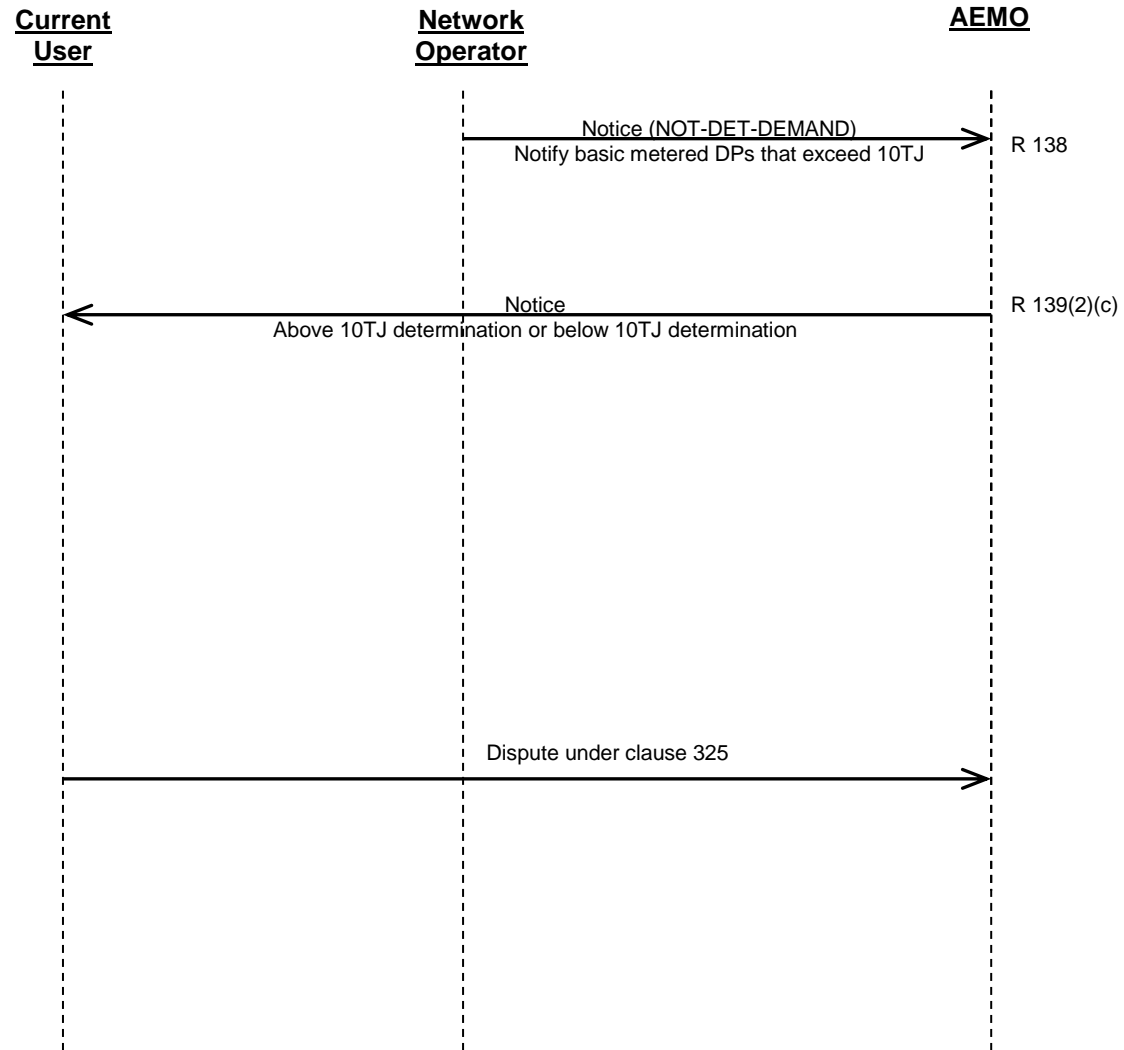 Current
User
Network
Operator
AEMO
Notice (NOT-DET-DEMAND)
Notify basic metered DPs that exceed 10TJ
R 138
Notice
Above 10TJ determination or below 10TJ determination
R 139(2)(c)
Dispute under clause 325